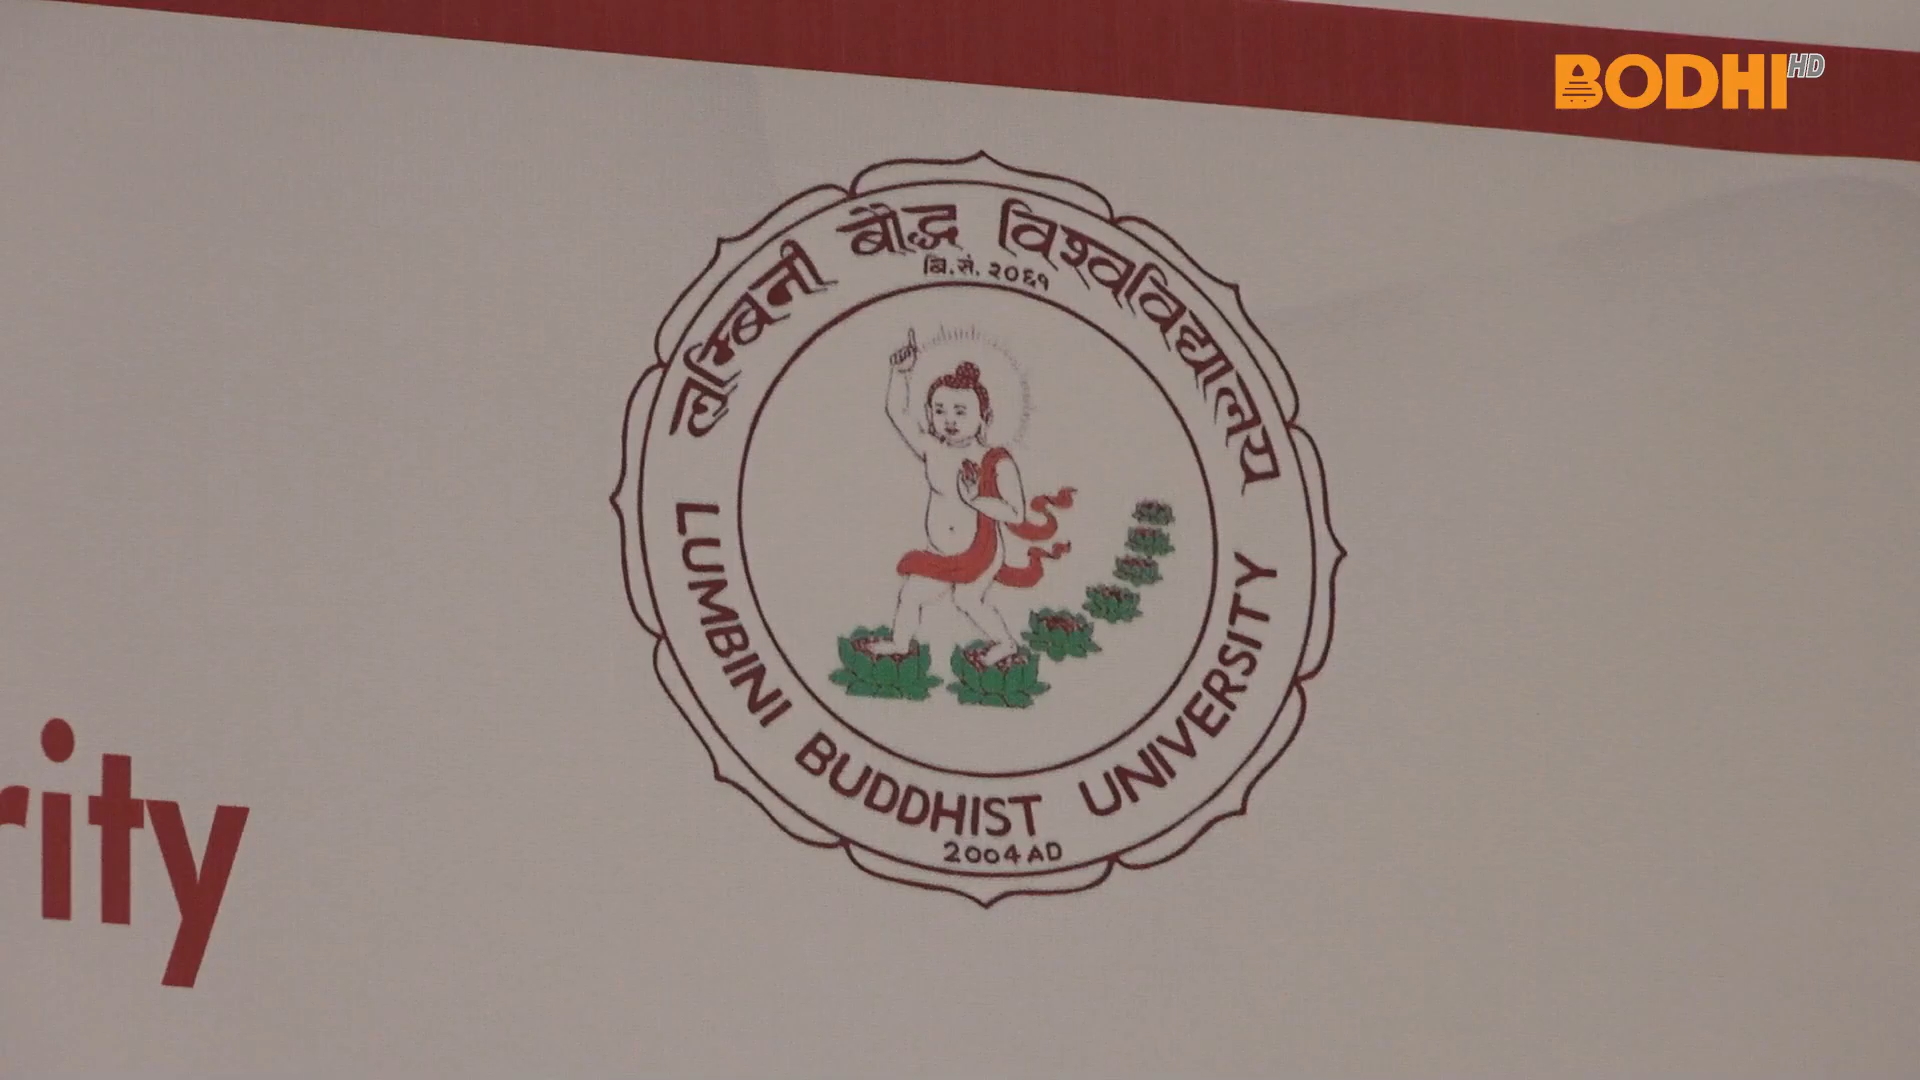 BODHI HD
लुम्बिनी बौद्ध विश्वविद्यालय
बि.सं. २०६१
LUMBINI BUDDHIST UNIVERSITY
2004 AD
rity